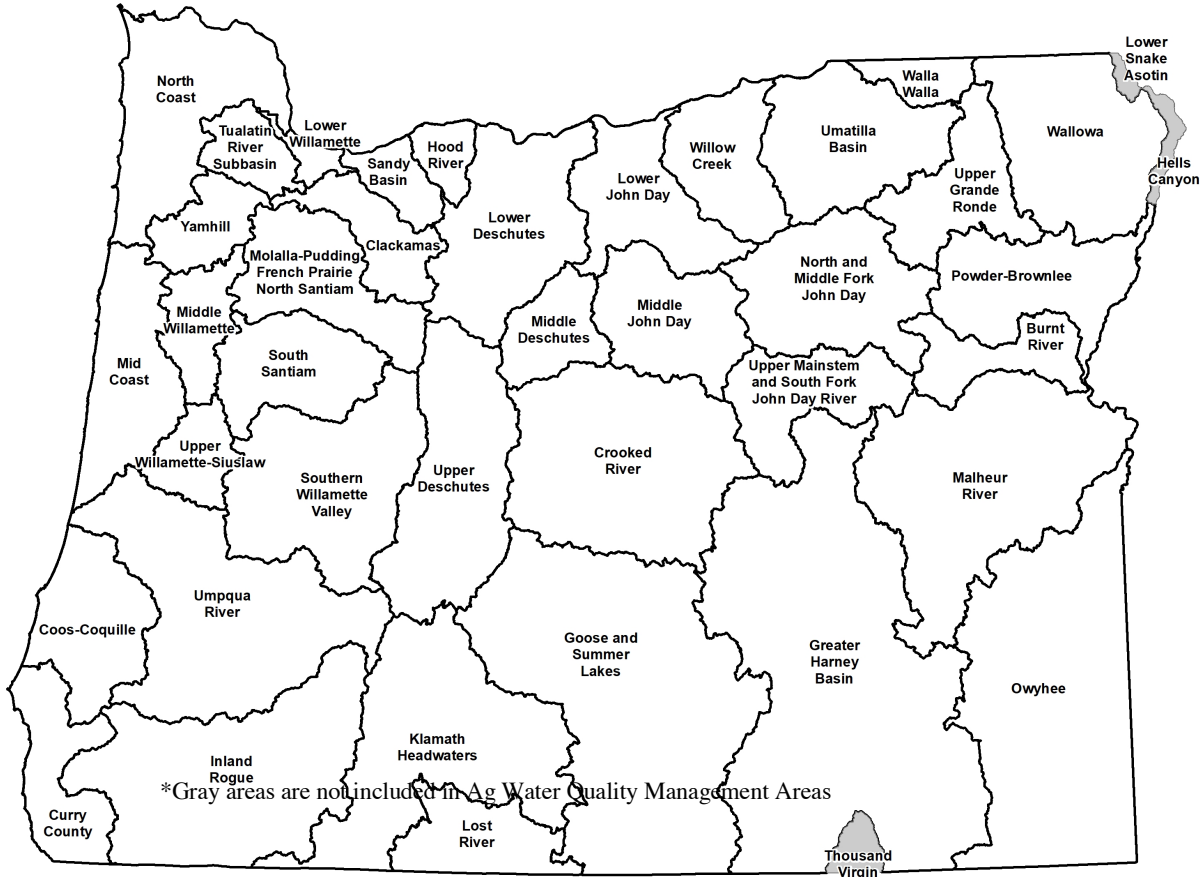 Lower
Snake
Asotin
North
Coast
Walla
Walla
Tualatin
River
Subbasin
Lower
Willamette
Sandy
Basin
Hood
River
Willow
Creek
Umatilla
Basin
Wallowa
Hells
Canyon
Lower
John Day
Upper
Grande
Ronde
Yamhill
Lower
Deschutes
Clackamas
Molalla-Pudding
French Prairie
North Santiam
North and
Middle Fork
John Day
Powder-Brownlee
Middle
Willamette
Middle
Deschutes
Middle
John Day
Burnt
River
Mid
Coast
South
Santiam
Upper Mainstem
and South Fork
John Day River
Upper
Willamette-Siuslaw
Southern
Willamette
Valley
Upper
Deschutes
Crooked
River
Malheur
River
Umpqua
River
Coos-Coquille
Goose and
Summer
Lakes
Greater
Harney
Basin
Owyhee
Klamath
Headwaters
Inland
Rogue
*Gray areas are not included in Ag Water Quality Management Areas
Curry
County
Lost
River
Thousand
Virgin